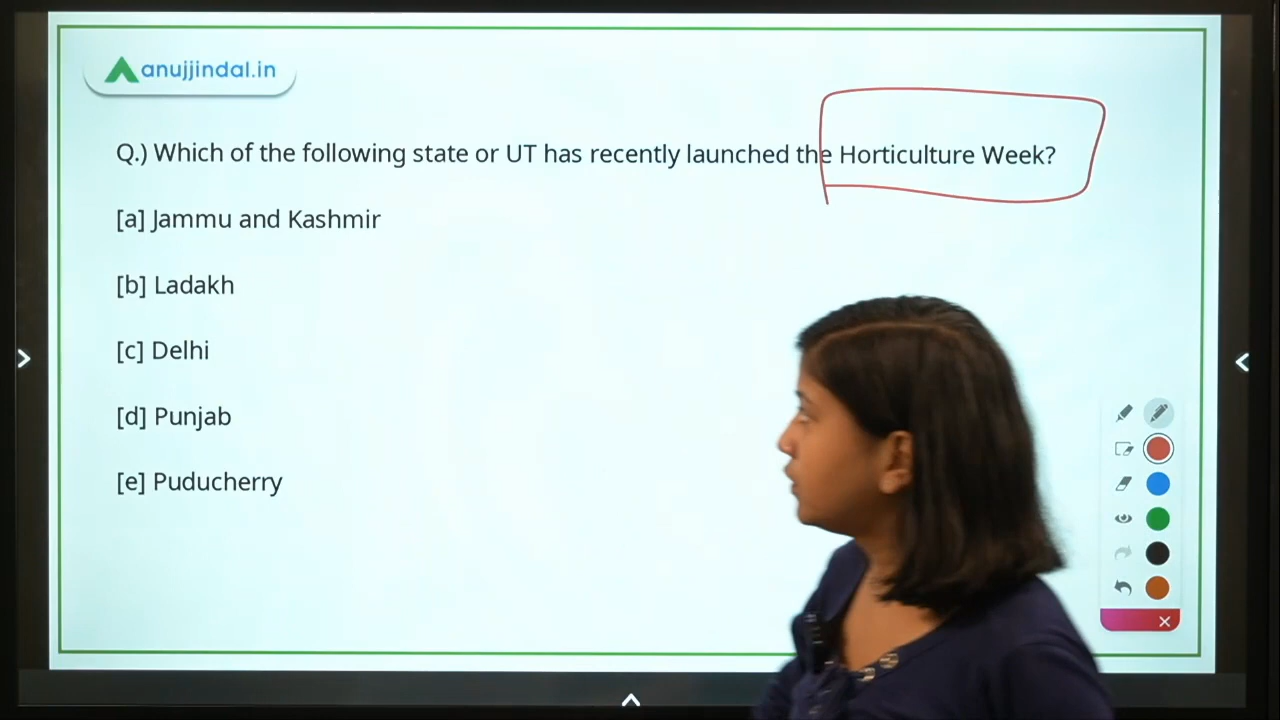 anujjindal.in
Q.) Which of the following state or UT has recently launched the Horticulture Week?
[a] Jammu and Kashmir
[b] Ladakh
[c] Delhi
[d] Punjab
[e] Puducherry